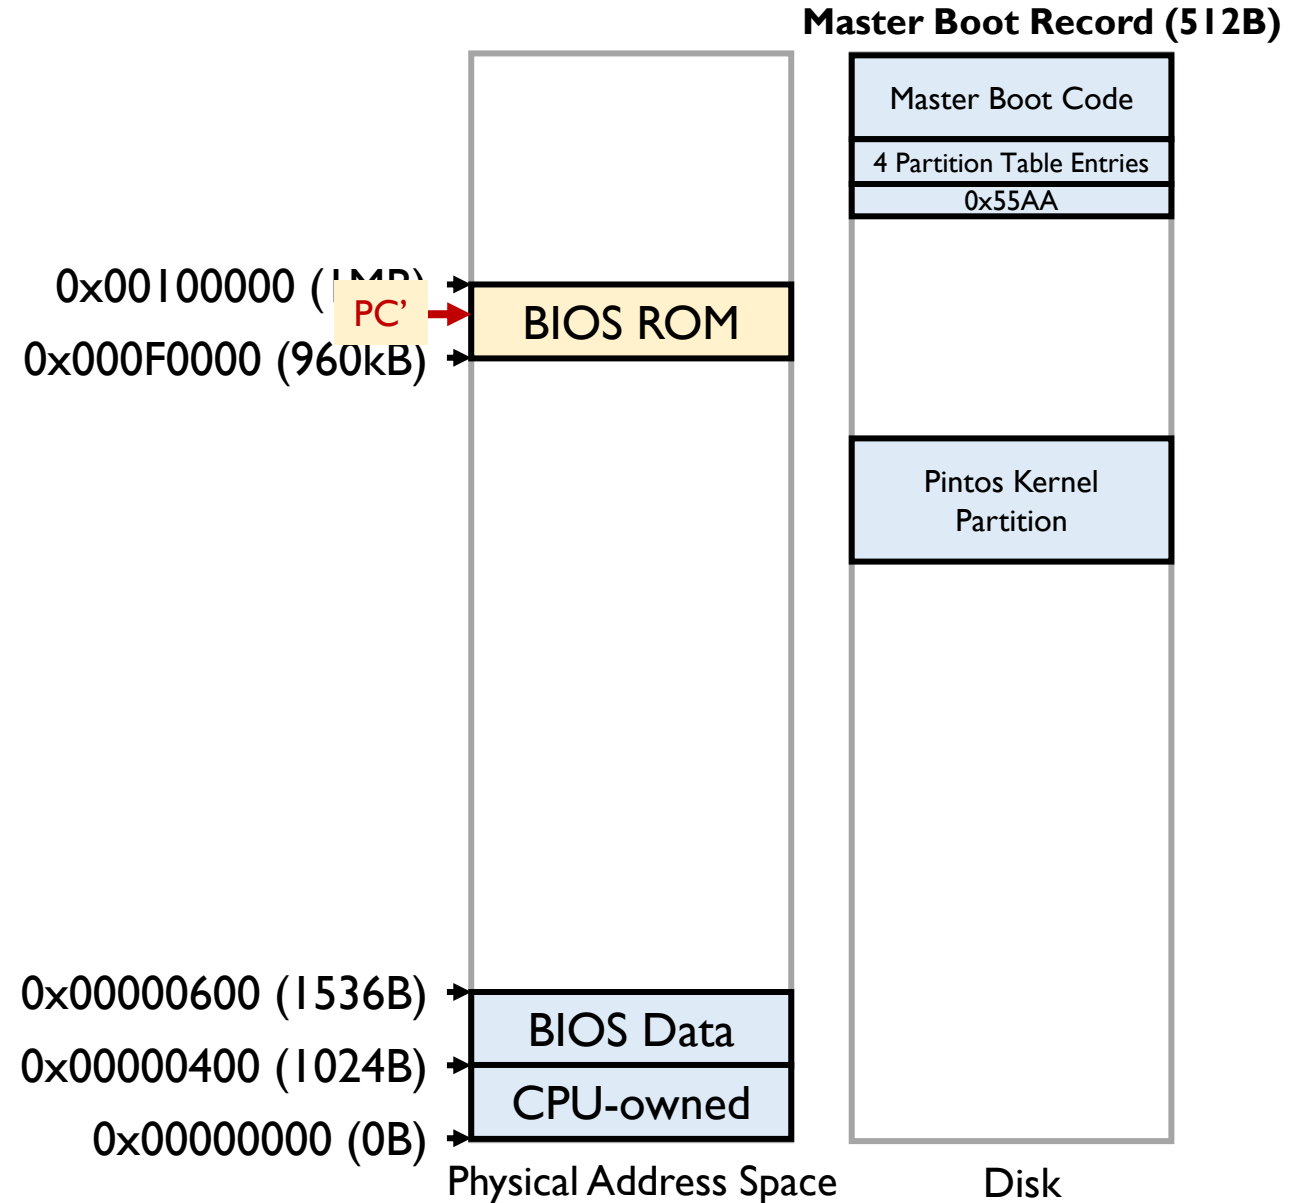 Master Boot Record (512B)
Master Boot Code
4 Partition Table Entries
0x55AA
0x00100000 (1MB)
PC’
BIOS ROM
0x000F0000 (960kB)
Pintos Kernel
Partition
0x00000600 (1536B)
BIOS Data
0x00000400 (1024B)
CPU-owned
0x00000000 (0B)
Physical Address Space
Disk